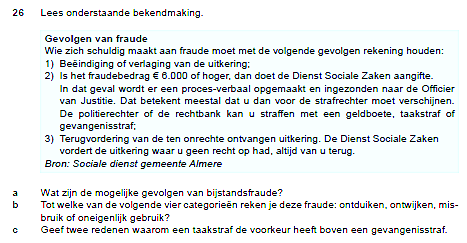 26 Lees onderstaande bekendmaking.
Gevolgen van fraude
Wie zich schuldig maakt aan fraude moet met de volgende gevolgen rekening houden:
1) Beëindiging of verlaging van de uitkering;
2) Is het fraudebedrag € 6.000 of hoger, dan doet de Dienst Sociale Zaken aangifte.
In dat geval wordt er een proces-verbaal opgemaakt en ingezonden naar de Officier
van Justitie. Dat betekent meestal dat u dan voor de strafrechter moet verschijnen.
De politierechter of de rechtbank kan u straffen met een geldboete, taakstraf of
gevangenisstraf;
3) Terugvordering van de ten onrechte ontvangen uitkering. De Dienst Sociale Zaken
vordert de uitkering waar u geen recht op had, altijd van u terug.
Bron: Sociale dienst gemeente Almere
a Wat zijn de mogelijke gevolgen van bijstandsfraude?
b Tot welke van de volgende vier categorieën reken je deze fraude: ontduiken, ontwijken, mis-
bruik of oneigenlijk gebruik?
c Geef twee redenen waarom een taakstraf de voorkeur heeft boven een gevangenisstraf.